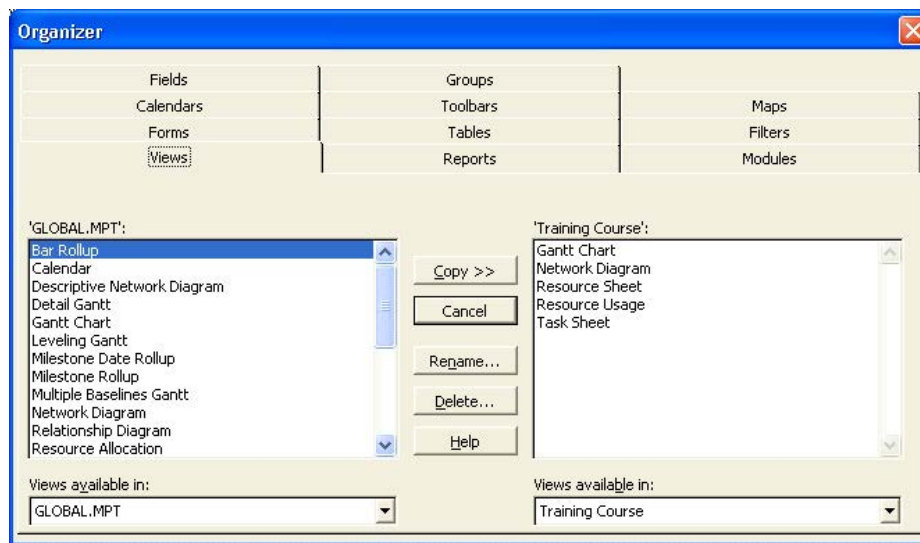 Organizer
Fields Groups
Calendars Toolbars Maps
Forms Tables Filters
Views Reports Modules
'GLOBAL.MPT': 'Training Course':
Bar Rollup
Calendar
Descriptive Network Diagram
Detail Gantt
Gantt Chart
Leveling Gantt
Milestone Date Rollup
Milestone Rollup
Multiple Baselines Gantt
Network Diagram
Relationship Diagram
Resource Allocation
Copy >>
Cancel
Rename...
Delete...
Help
Gantt Chart
Network Diagram
Resource Sheet
Resource Usage
Task Sheet
Views available in:
GLOBAL.MPT
Views available in:
Training Course